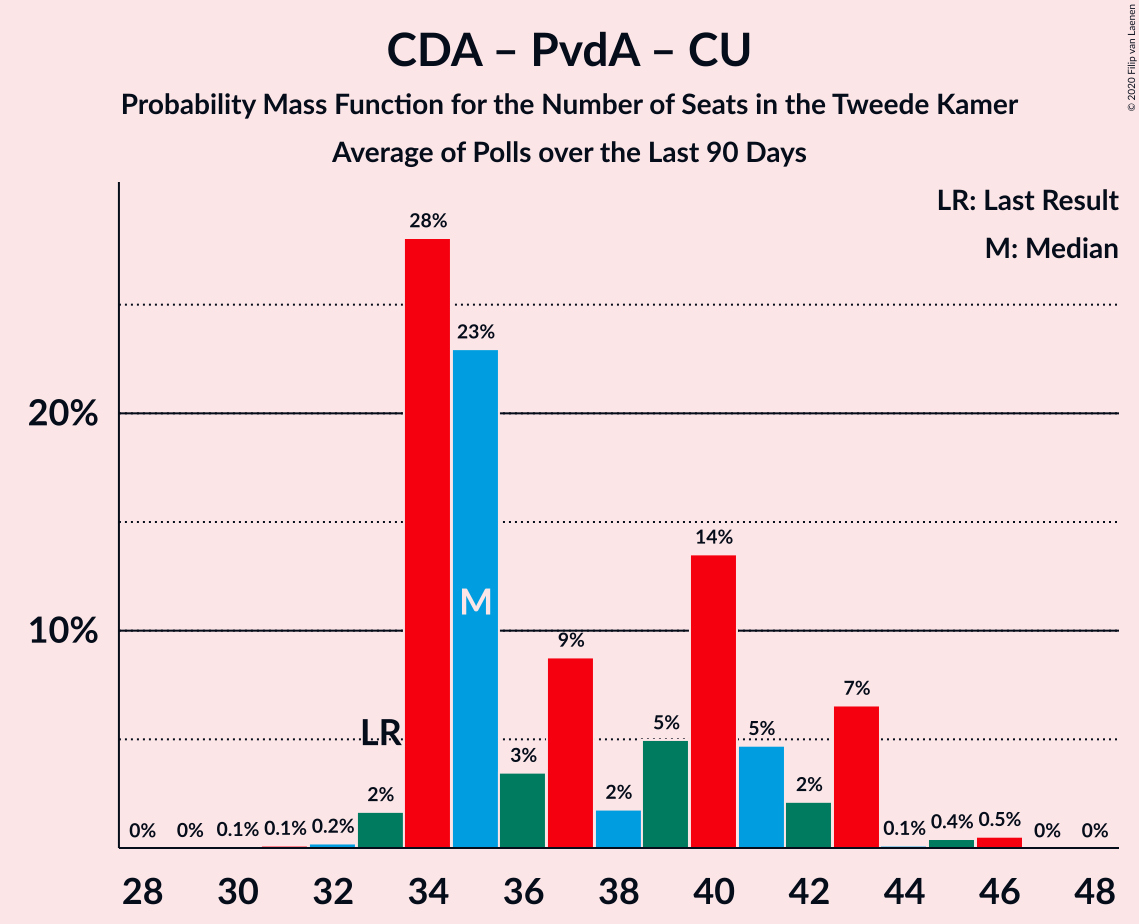 CDA – PvdA – CU
Probability Mass Function for the Number of Seats in the Tweede Kamer
Average of Polls over the Last 90 Days
© 2020 Filip van Laenen
LR: Last Result
M: Median
20%
10%
0% 0% 0.1% 0.1% 0.2% 2% 28% 23% 3% 9% 2% 5% 14% 5% 2% 7% 0.1% 0.4% 0.5% 0% 0%
LR
M
28 30 32 34 36 38 40 42 44 46 48